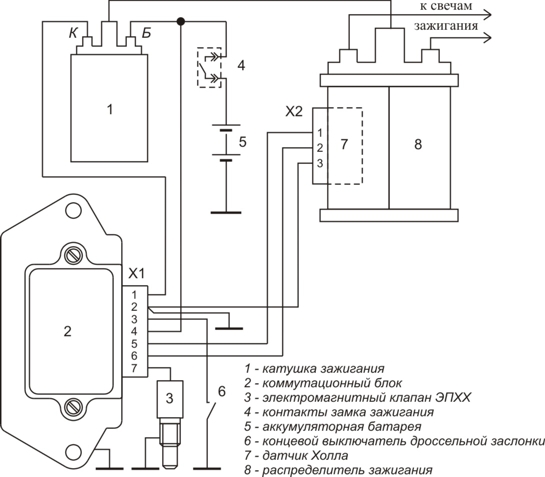 к свечам
зажигания
К
Б
1
4
5
X2
1
2
3
7
8
X1
1
2
3
4
5
6
7
2
3
6
1 - катушка зажигания
2 - коммутационный блок
3 - электромагнитный клапан ЭПХХ
4 - контакты замка зажигания
5 - аккумуляторная батарея
6 - концевой выключатель дроссельной заслонки
7 - датчик Холла
8 - распределитель зажигания